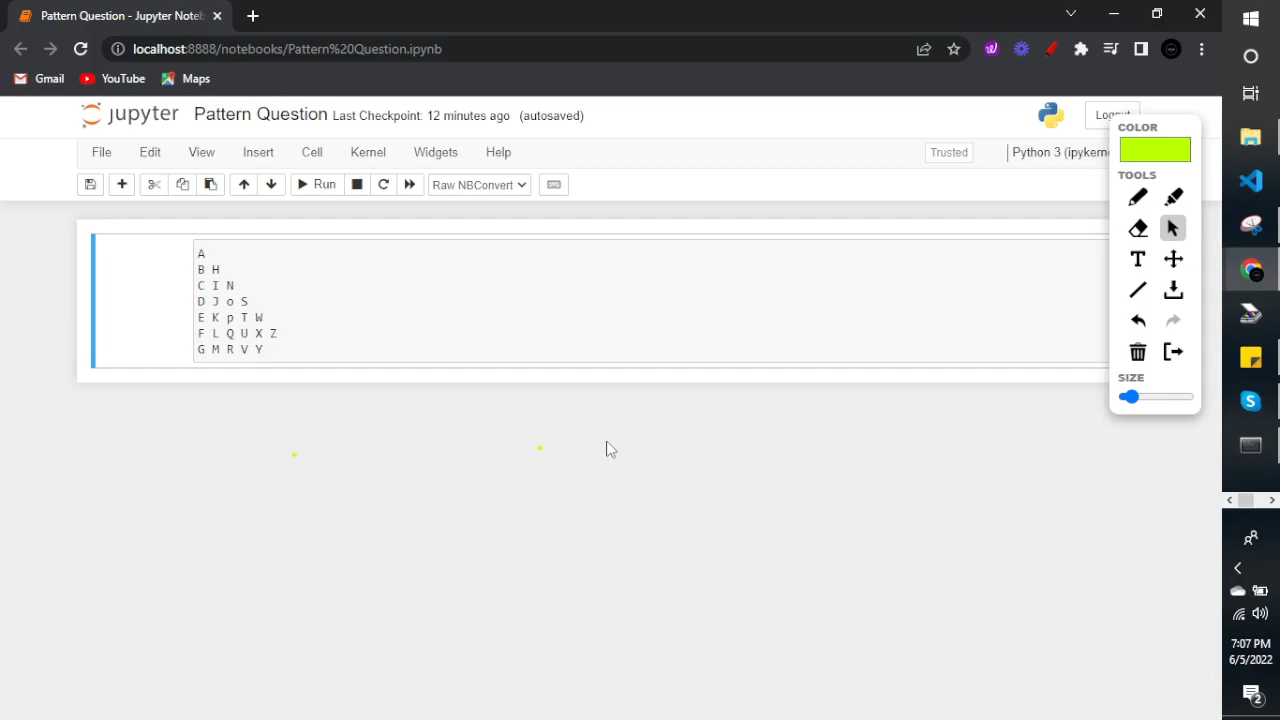 Pattern Question - Jupyter Noteb
localhost:8888/notebooks/Pattern%20Question.ipynb
Gmail YouTube Maps
jupyter Pattern Question Last Checkpoint: 12 minutes ago (autosaved)
Logout
File Edit View Insert Cell Kernel Widgets Help
Trusted Python 3 (ipykerne
Run Raw NBConvert
A
B H
C I N
D J o S
E K p T W
F L Q U X Z
G M R V Y
COLOR
TOOLS
T
SIZE
7:07 PM
6/5/2022
2